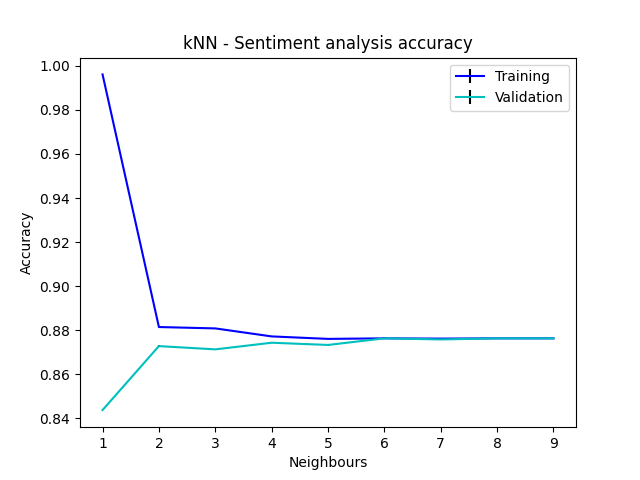 kNN - Sentiment analysis accuracy
Training
Validation
Accuracy
1.00
0.98
0.96
0.94
0.92
0.90
0.88
0.86
0.84
1 2 3 4 5 6 7 8 9
Neighbours